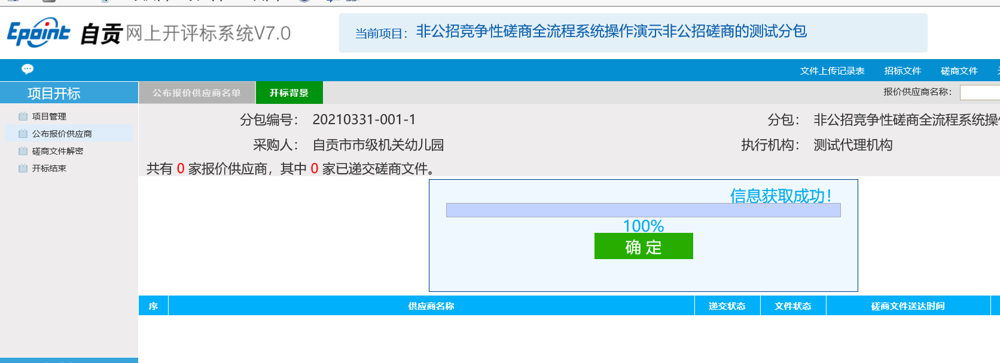 Epoint 自贡网上开评标系统V7.0
当前项目： 非公招竞争性磋商全流程系统操作演示非公招磋商的测试分包
文件上传记录表 招标文件 磋商文件
项目开标
公布报价供应商名单 开标背景
报价供应商名称：
项目管理
公布报价供应商
磋商文件解密
开标结束
分包编号： 20210331-001-1
分包： 非公招竞争性磋商全流程系统操
采购人： 自贡市市级机关幼儿园
执行机构： 测试代理机构
共有 0 家报价供应商，其中 0 家已递交磋商文件。
信息获取成功！
100%
确 定
序 供应商名称 递交状态 文件状态 磋商文件送达时间